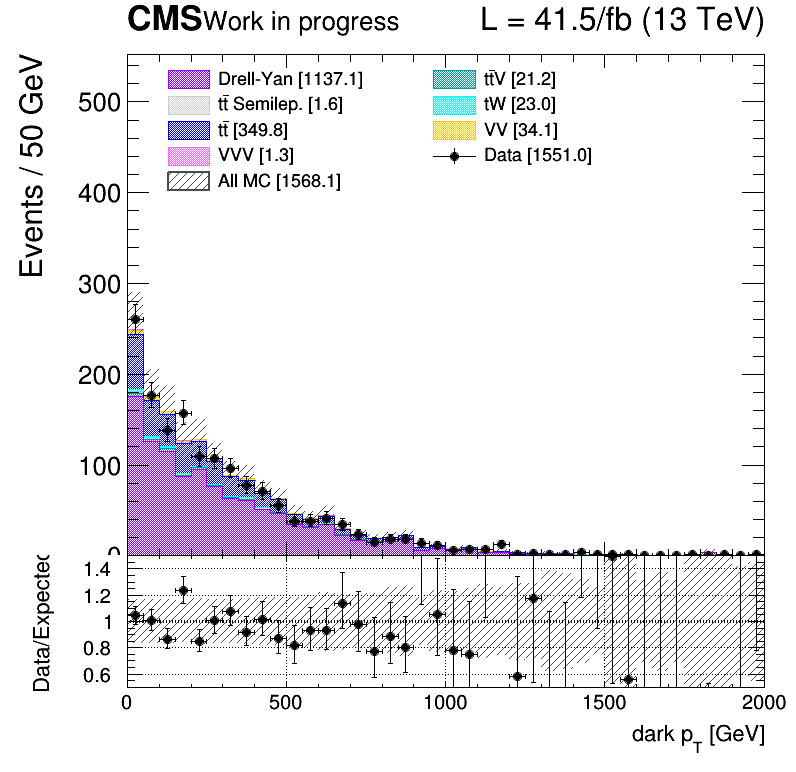 CMS Work in progress L = 41.5/fb (13 TeV)
Events / 50 GeV
500
400
300
200
100
0
Drell-Yan [1137.1]
tt̄ Semilep. [1.6]
tt̄ [349.8]
VVV [1.3]
All MC [1568.1]
tt̄V [21.2]
tW [23.0]
VV [34.1]
Data [1551.0]
Data/Expected
1.4
1.2
1
0.8
0.6
0 500 1000 1500 2000
dark p_T [GeV]